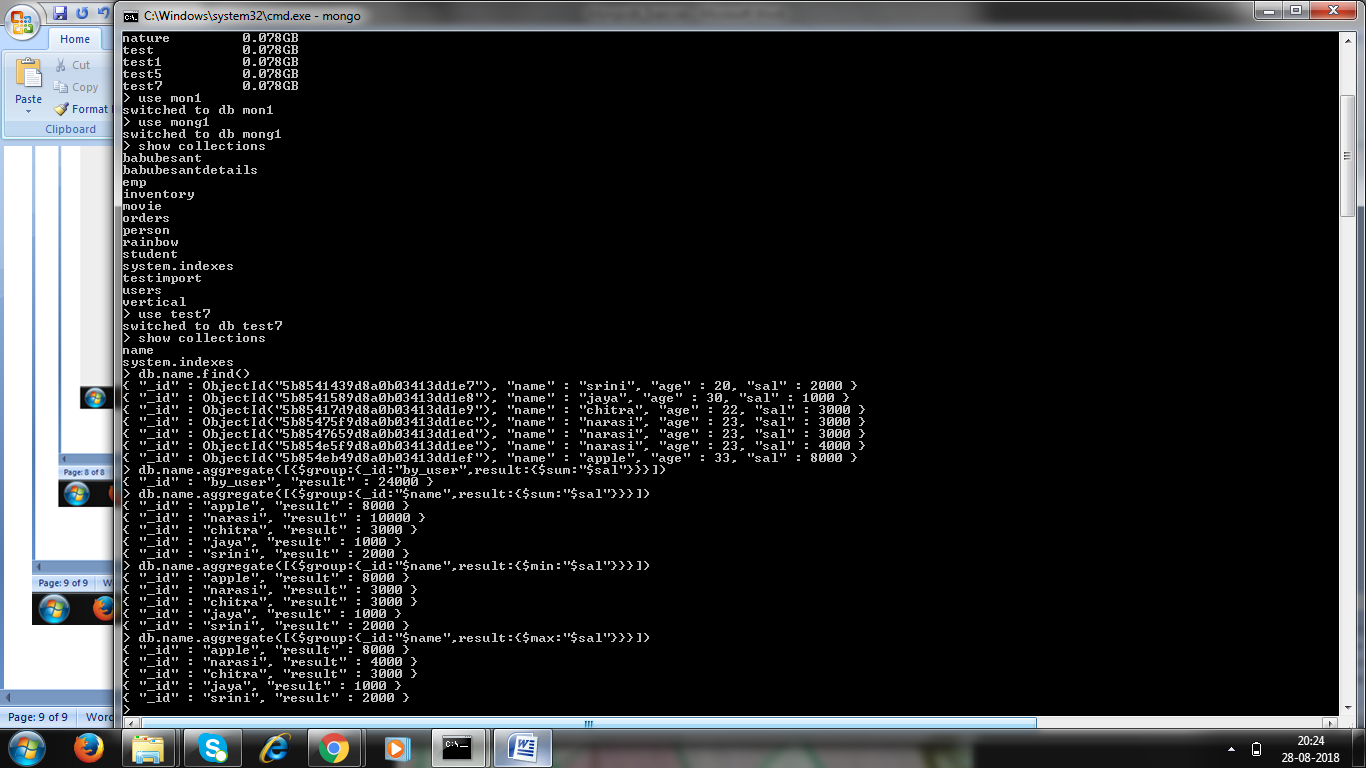 C:\Windows\system32\cmd.exe - mongo
Home
Cut
Copy
Format
Paste
Clipboard
nature 0.078GB
test 0.078GB
test1 0.078GB
test5 0.078GB
test7 0.078GB
> use mon1
switched to db mon1
> use mong1
switched to db mong1
> show collections
babubesant
babubesantdetails
emp
inventory
movie
orders
person
rainbow
student
system.indexes
testimport
users
vertical
> use test7
switched to db test7
> show collections
name
system.indexes
> db.name.find()
{ "_id" : ObjectId("5b8541439d8a0b03413dd1e7"), "name" : "srini", "age" : 20, "sal" : 2000 }
{ "_id" : ObjectId("5b8541589d8a0b03413dd1e8"), "name" : "jaya", "age" : 30, "sal" : 1000 }
{ "_id" : ObjectId("5b85417d9d8a0b03413dd1e9"), "name" : "chitra", "age" : 22, "sal" : 3000 }
{ "_id" : ObjectId("5b85475f9d8a0b03413dd1ec"), "name" : "narasi", "age" : 23, "sal" : 3000 }
{ "_id" : ObjectId("5b8547659d8a0b03413dd1ed"), "name" : "narasi", "age" : 23, "sal" : 3000 }
{ "_id" : ObjectId("5b854e5f9d8a0b03413dd1ee"), "name" : "narasi", "age" : 23, "sal" : 4000 }
{ "_id" : ObjectId("5b854eb49d8a0b03413dd1ef"), "name" : "apple", "age" : 33, "sal" : 8000 }
> db.name.aggregate([{$group:{_id:"by_user",result:{$sum:"$sal"}}}])
{ "_id" : "by_user", "result" : 24000 }
> db.name.aggregate([{$group:{_id:"$name",result:{$sum:"$sal"}}}])
{ "_id" : "apple", "result" : 8000 }
{ "_id" : "narasi", "result" : 10000 }
{ "_id" : "chitra", "result" : 3000 }
{ "_id" : "jaya", "result" : 1000 }
{ "_id" : "srini", "result" : 2000 }
> db.name.aggregate([{$group:{_id:"$name",result:{$min:"$sal"}}}])
{ "_id" : "apple", "result" : 8000 }
{ "_id" : "narasi", "result" : 3000 }
{ "_id" : "chitra", "result" : 3000 }
{ "_id" : "jaya", "result" : 1000 }
{ "_id" : "srini", "result" : 2000 }
> db.name.aggregate([{$group:{_id:"$name",result:{$max:"$sal"}}}])
{ "_id" : "apple", "result" : 8000 }
{ "_id" : "narasi", "result" : 4000 }
{ "_id" : "chitra", "result" : 3000 }
{ "_id" : "jaya", "result" : 1000 }
{ "_id" : "srini", "result" : 2000 }
>
Page: 8 of 8
Page: 9 of 9 W
Page: 9 of 9 Word
20:24
28-08-2018